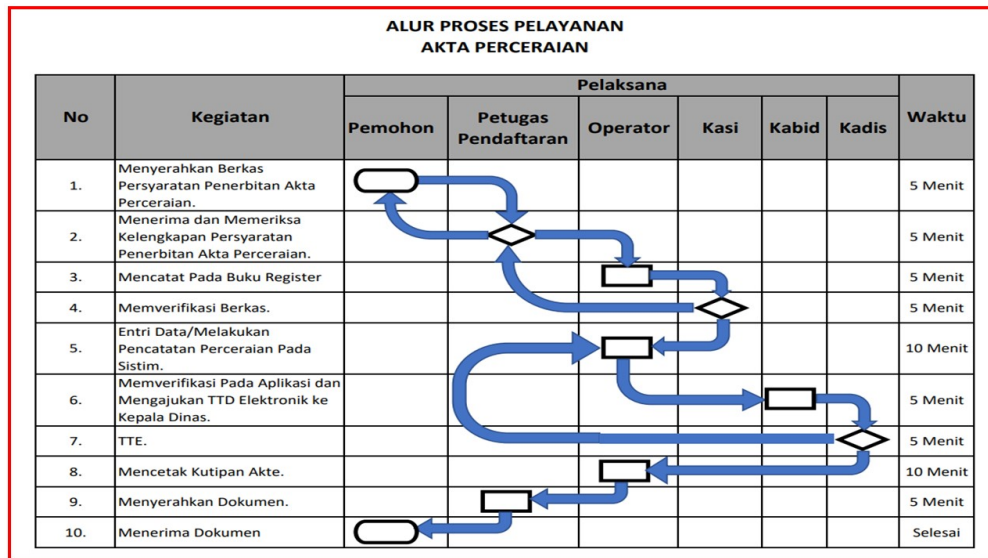 ALUR PROSES PELAYANAN
AKTA PERCERAIAN
No
Kegiatan
Pelaksana
Waktu
Pemohon
Petugas
Pendaftaran
Operator
Kasi
Kabid
Kadis
1.
Menyerahkan Berkas
Persyaratan Penerbitan Akta
Perceraian.
5 Menit
2.
Menerima dan Memeriksa
Kelengkapan Persyaratan
Penerbitan Akta Perceraian.
5 Menit
3.
Mencatat Pada Buku Register
5 Menit
4.
Memverifikasi Berkas.
5 Menit
5.
Entri Data/Melakukan
Pencatatan Perceraian Pada
Sistim.
10 Menit
6.
Memverifikasi Pada Aplikasi dan
Mengajukan TTD Elektronik ke
Kepala Dinas.
5 Menit
7.
TTE.
5 Menit
8.
Mencetak Kutipan Akte.
10 Menit
9.
Menyerahkan Dokumen.
5 Menit
10.
Menerima Dokumen
Selesai